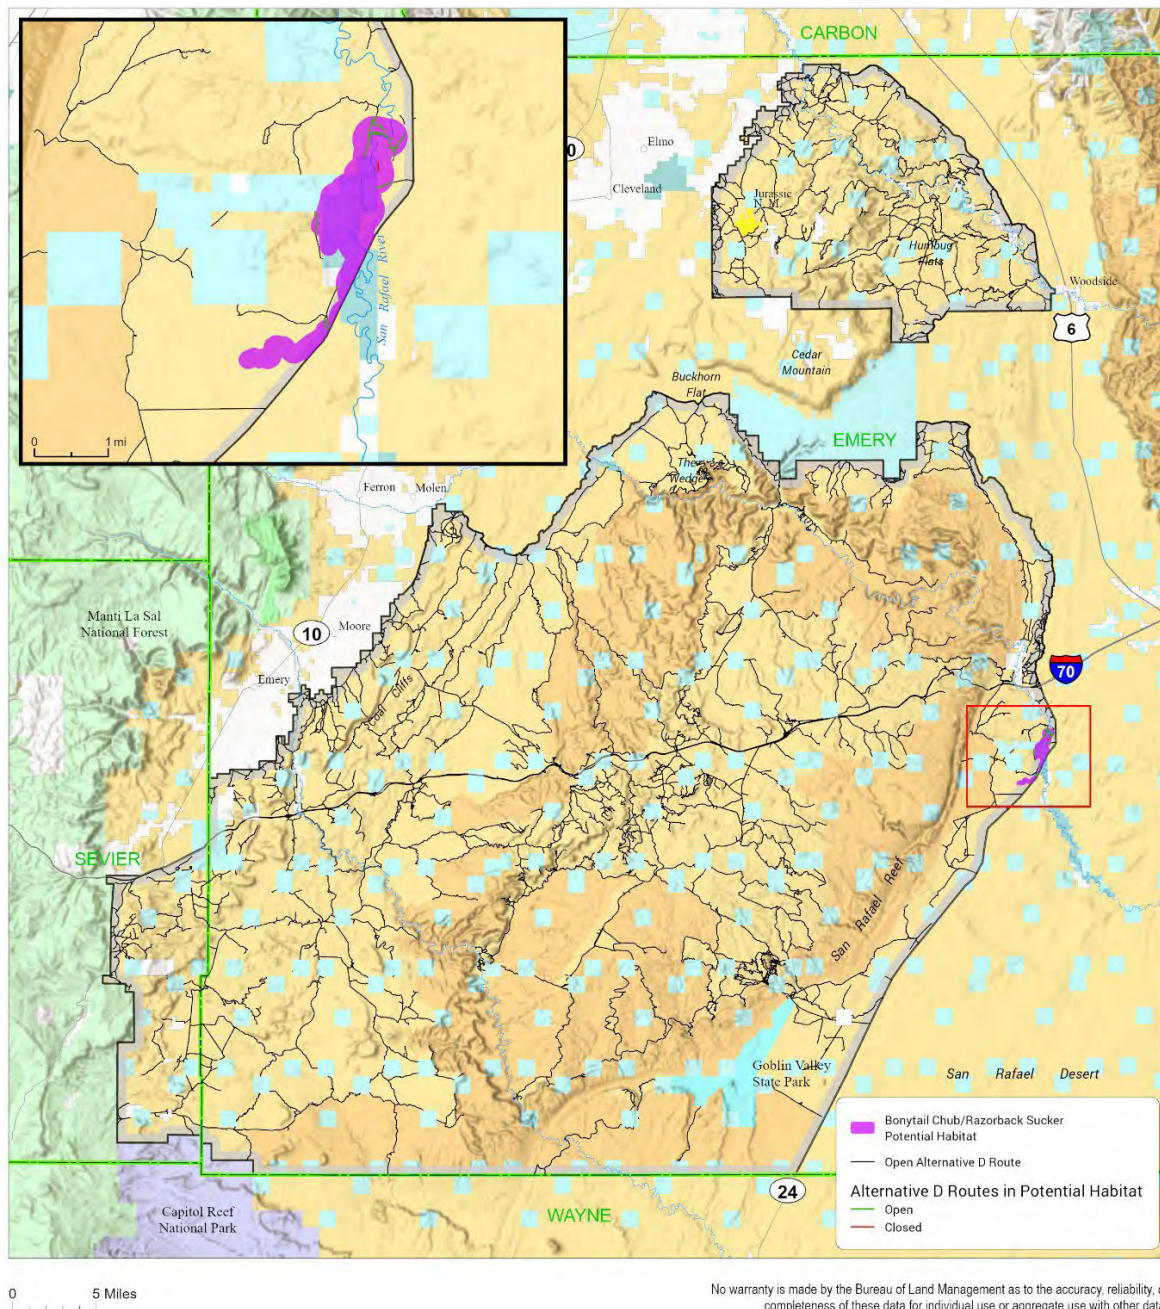 CARBON
Elmo
0
Cleveland
Jurassic
N. M.
Humbug
Flats
Woodside
6
San Rafael River
0 1 mi
Cedar
Mountain
Buckhorn
Flat
EMERY
The
Wedge
Ferron
Molen
Manti La Sal
National Forest
10
Moore
Emery
Coal Cliffs
70
SEVIER
San Rafael Reef
Goblin Valley
State Park
San Rafael Desert
Bonytail Chub/Razorback Sucker
Potential Habitat
Open Alternative D Route
Alternative D Routes in Potential Habitat
Open
Closed
24
Capitol Reef
National Park
WAYNE
0 5 Miles
No warranty is made by the Bureau of Land Management as to the accuracy, reliability,
completeness of these data for individual use or aggregate use with other